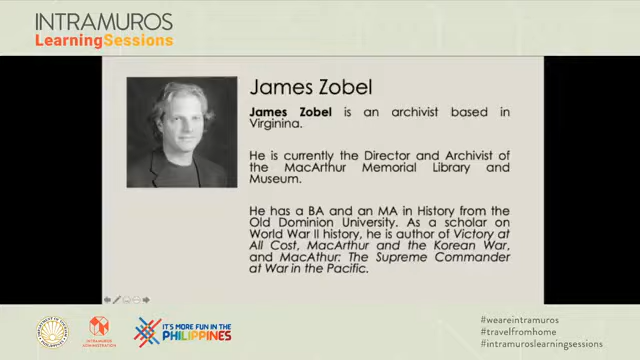 INTRAMUROS
LearningSessions
James Zobel
James Zobel is an archivist based in
Virginina.
He is currently the Director and Archivist of
the MacArthur Memorial Library and
Museum.
He has a BA and an MA in History from the
Old Dominion University. As a scholar on
World War II history, he is author of Victory at
All Cost, MacArthur and the Korean War,
and MacAthur: The Supreme Commander
at War in the Pacific.
INTRAMUROS
ADMINISTRATION
IT'S MORE FUN IN THE
PHILIPPINES
#weareintramuros
#travelfromhome
#intramuroslearningsessions